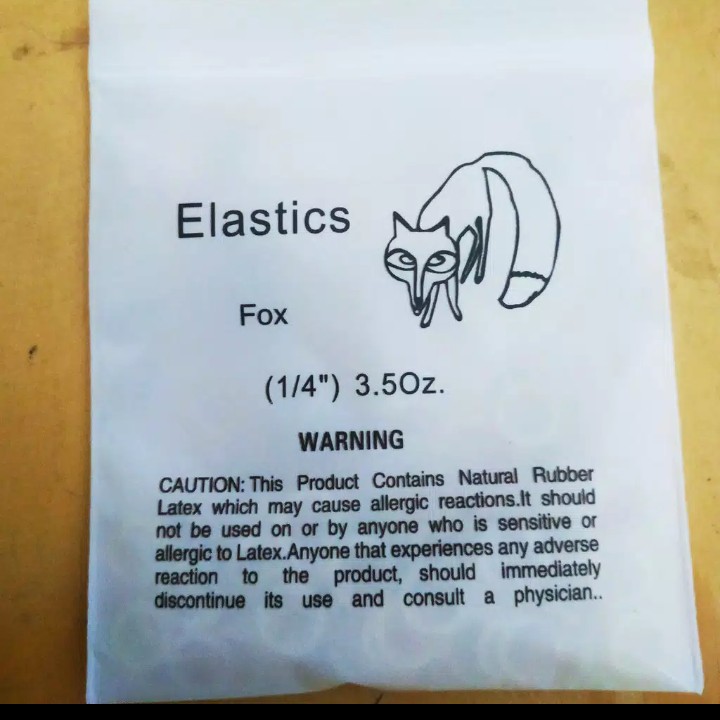 Elastics
Fox
(1/4") 3.5Oz.
WARNING
CAUTION: This Product Contains Natural Rubber
Latex which may cause allergic reactions.It should
not be used on or by anyone who is sensitive or
allergic to Latex.Anyone that experiences any adverse
reaction to the product, should immediately
discontinue its use and consult a physician..